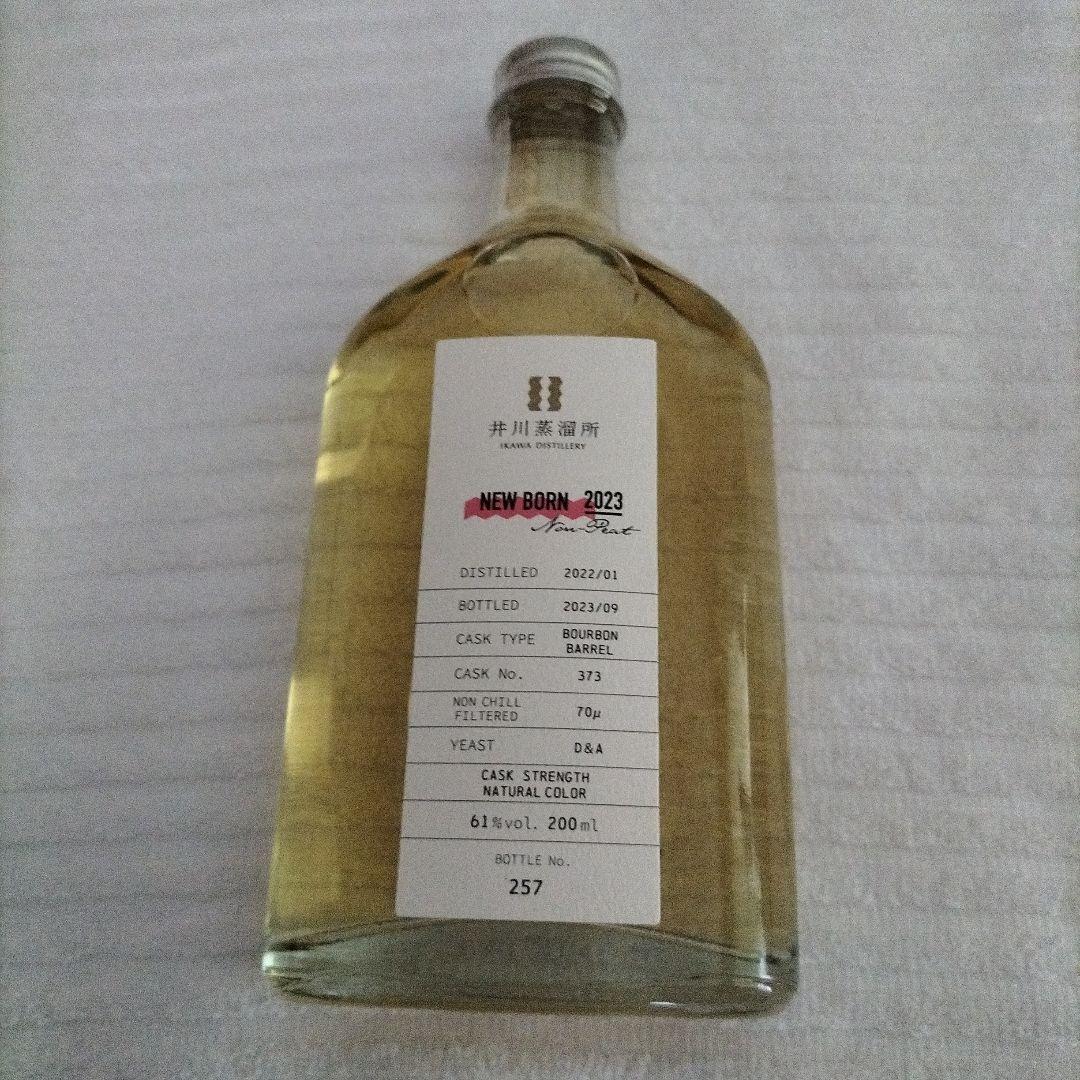 井川蒸溜所
IKAWA DISTILLERY
NEW BORN 2023
Non-Peat
DISTILLED 2022/01
BOTTLED 2023/09
CASK TYPE BOURBON BARREL
CASK No. 373
NON CHILL FILTERED 70μ
YEAST D&A
CASK STRENGTH
NATURAL COLOR
61%vol. 200ml
BOTTLE No.
257